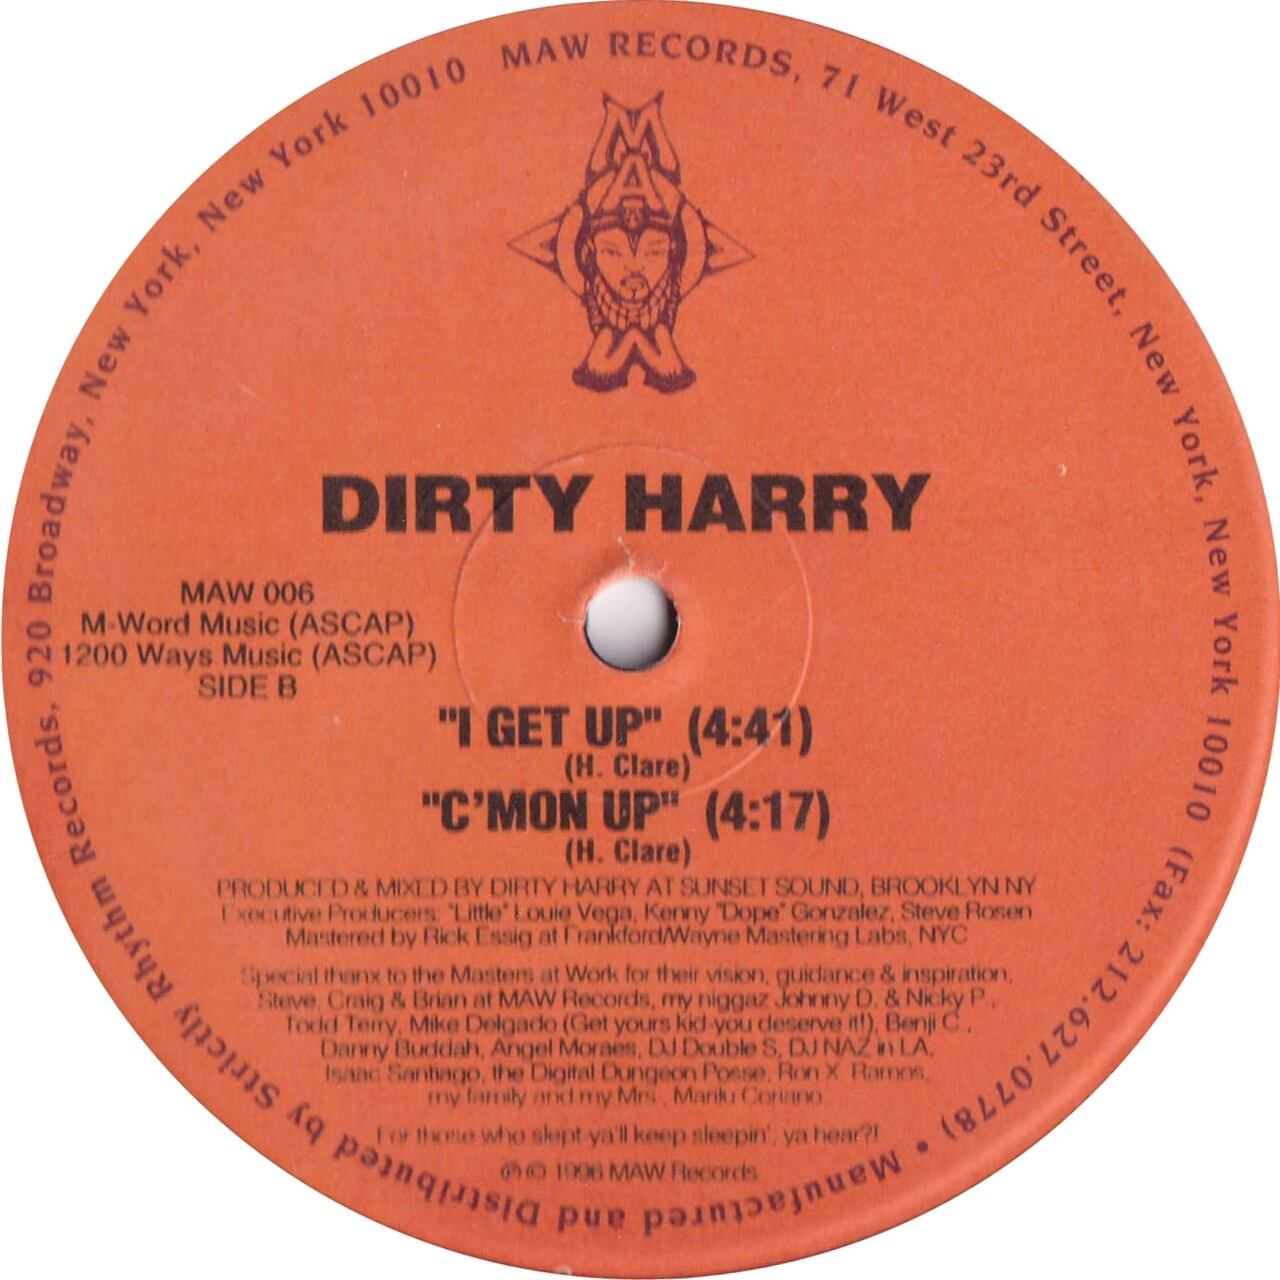 MAW RECORDS, 71 West 23rd Street, New York, New York 10010 (Fax: 212.627.0778) • Manufactured and Distributed by Strictly Rhythm Records, 920 Broadway, New York, New York 10010
MAW
DIRTY HARRY
MAW 006
M-Word Music (ASCAP)
1200 Ways Music (ASCAP)
SIDE B
"I GET UP" (4:41)
(H. Clare)
"C'MON UP" (4:17)
(H. Clare)
PRODUCED & MIXED BY DIRTY HARRY AT SUNSET SOUND, BROOKLYN NY
Executive Producers: "Little" Louie Vega, Kenny "Dope" Gonzalez, Steve Rosen
Mastered by Rick Essig at Frankford/Wayne Mastering Labs, NYC
Special thanx to the Masters at Work for their vision, guidance & inspiration,
Steve, Craig & Brian at MAW Records, my niggaz Johnny D. & Nicky P.,
Todd Terry, Mike Delgado (Get yours kid-you deserve it!), Benji C.,
Danny Buddah, Angel Moraes, DJ Double S, DJ NAZ in LA,
Isaac Santiago, the Digital Dungeon Posse, Ron X. Ramos,
my family and my Mrs., Marilu Coriano
For those who slept-ya'll keep sleepin', ya hear?!
℗ © 1996 MAW Records